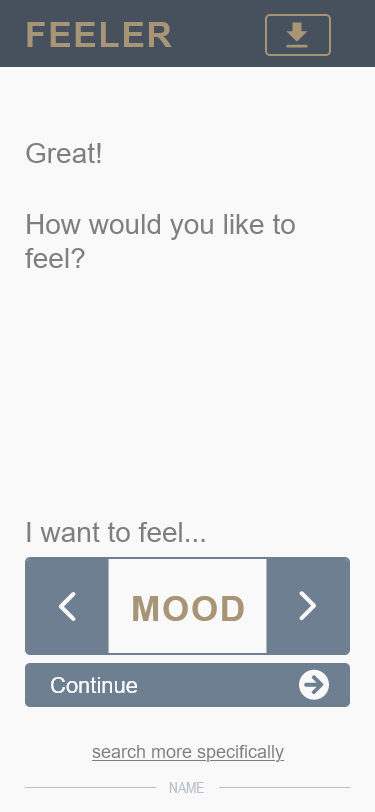 FEELER
Great!
How would you like to
feel?
I want to feel...
MOOD
Continue
search more specifically
NAME